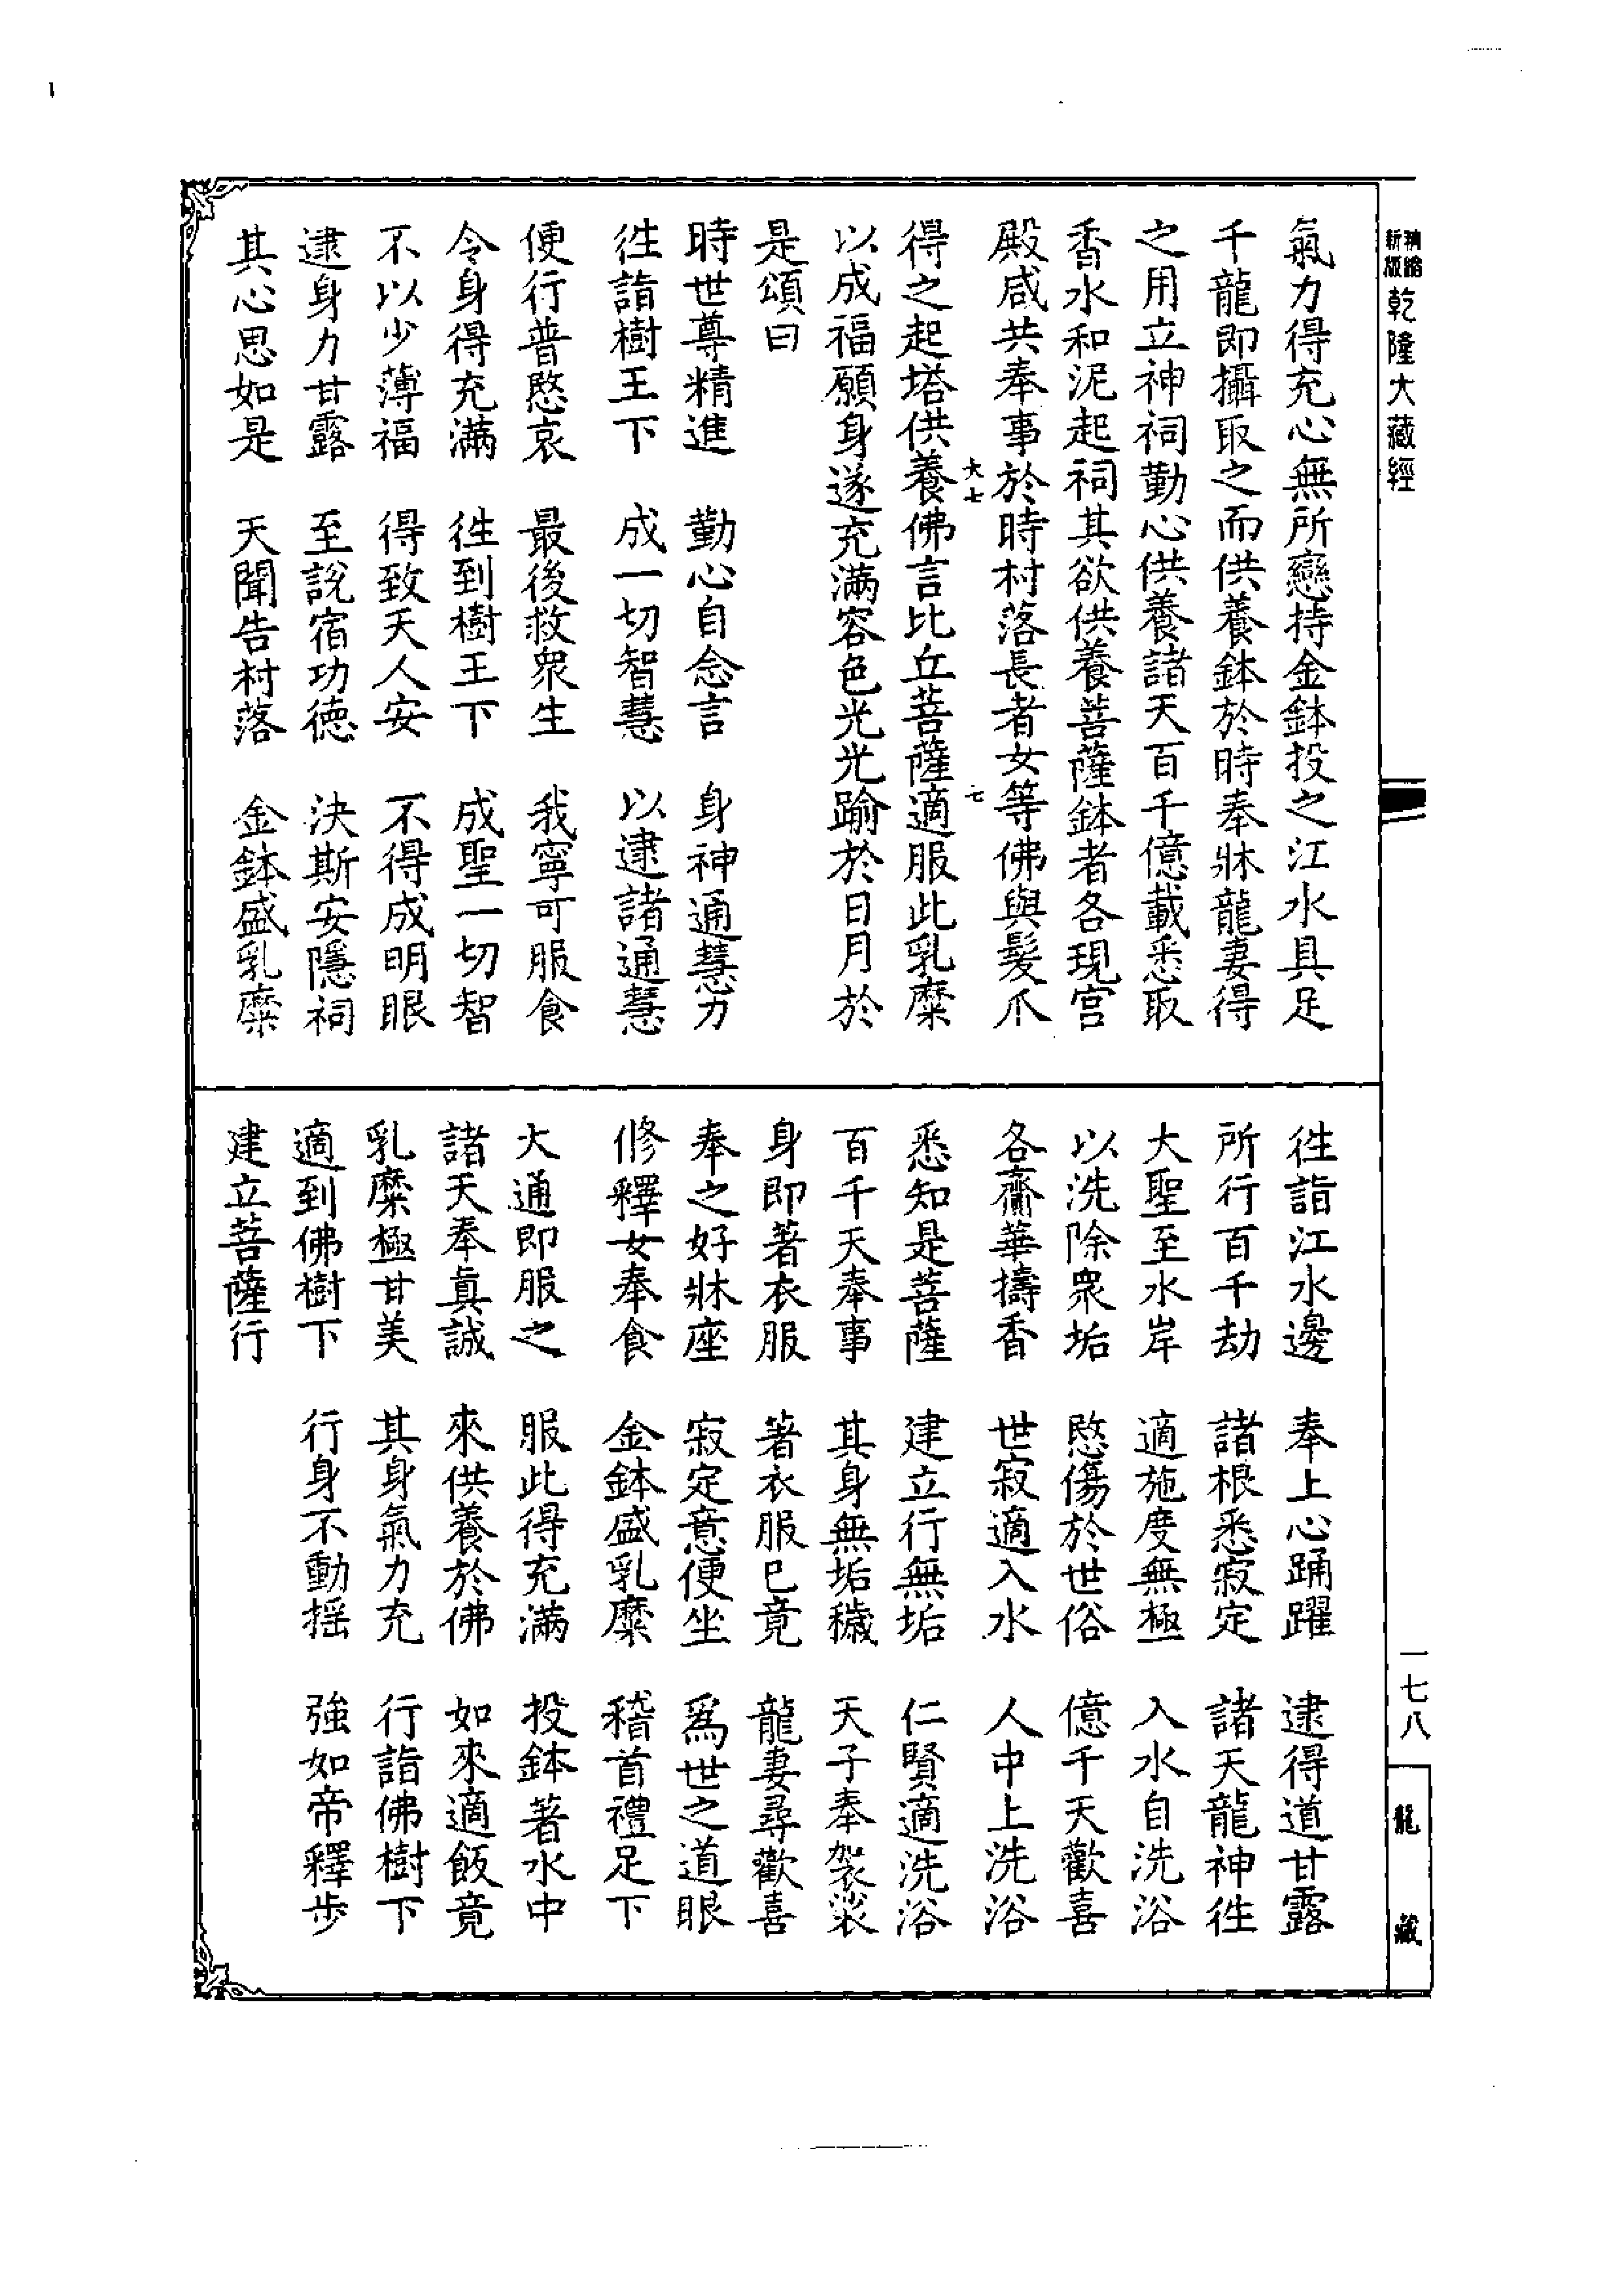 精縮
新版
乾隆大藏經
氣力得充心無所戀持金鉢投之江水具足
千龍即攝取之而供養鉢於時奉牀龍妻得
之用立神祠勤心供養諸天百千億載悉取
香水和泥起祠其欲供養菩薩鉢者各現宮
殿咸共奉事於時村落長者女等佛與髮爪
大七
七
得之起塔供養佛言比丘菩薩適服此乳糜
以成福願身遂充滿容色光光踰於日月於
是頌曰
時世尊精進　勤心自念言　身神通慧力
徃詣樹王下　成一切智慧　以逮諸通慧
便行普愍哀　最後救衆生　我寧可服食
令身得充滿　徃到樹王下　成聖一切智
不以少薄福　得致天人安　不得成明眼
逮身力甘露　至說宿功德　決斯安隱祠
其心思如是　天聞告村落　金鉢盛乳糜
徃詣江水邊　奉上心踊躍　逮得道甘露
所行百千劫　諸根悉寂定　諸天龍神徃
大聖至水岸　適施度無極　入水自洗浴
以洗除衆垢　愍傷於世俗　億千天歡喜
各齎華擣香　世寂適入水　人中上洗浴
悉知是菩薩　建立行無垢　仁賢適洗浴
百千天奉事　其身無垢穢　天子奉袈裟
身即著衣服　著衣服已竟　龍妻尋歡喜
奉之好牀座　寂定意便坐　爲世之道眼
修釋女奉食　金鉢盛乳糜　稽首禮足下
大通即服之　服此得充滿　投鉢著水中
諸天奉眞誠　來供養於佛　如來適飯竟
乳糜極甘美　其身氣力充　行詣佛樹下
適到佛樹下　行身不動揺　強如帝釋步
建立菩薩行
一七八
龍藏